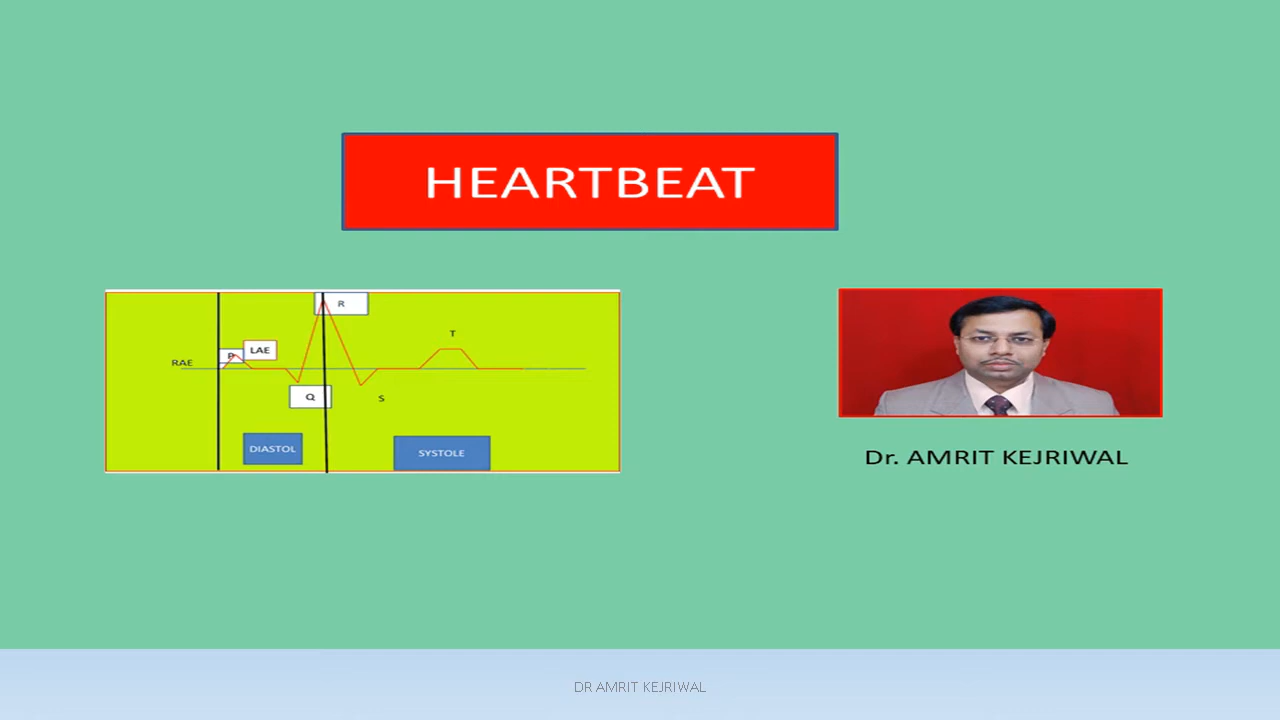 HEARTBEAT
R
T
P
LAE
RAE
Q
S
DIASTOL
SYSTOLE
Dr. AMRIT KEJRIWAL
DR AMRIT KEJRIWAL